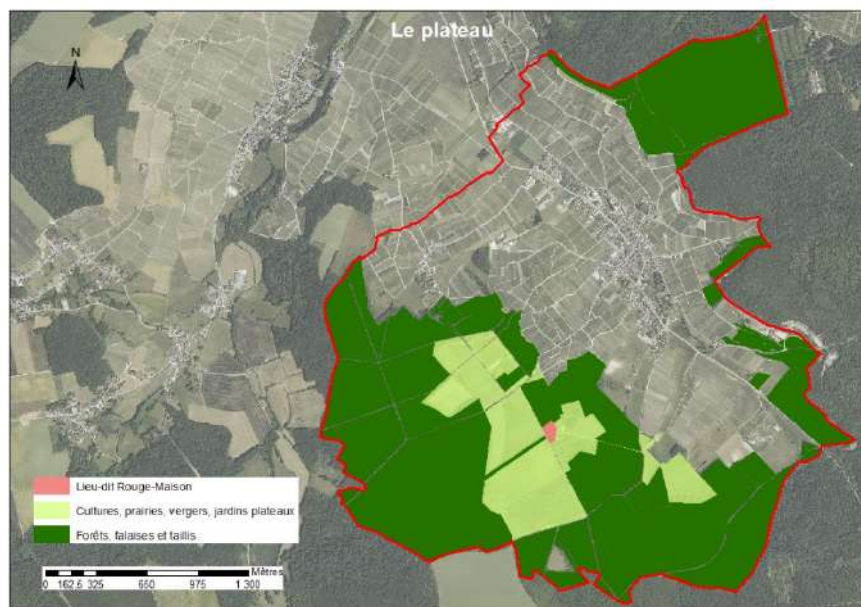 Le plateau
N
Lieu-dit Rouge-Maison
Cultures, prairies, vergers, jardins plateaux
Forêts, falaises et taillis
Mètres
0 162,5 325 650 975 1 300